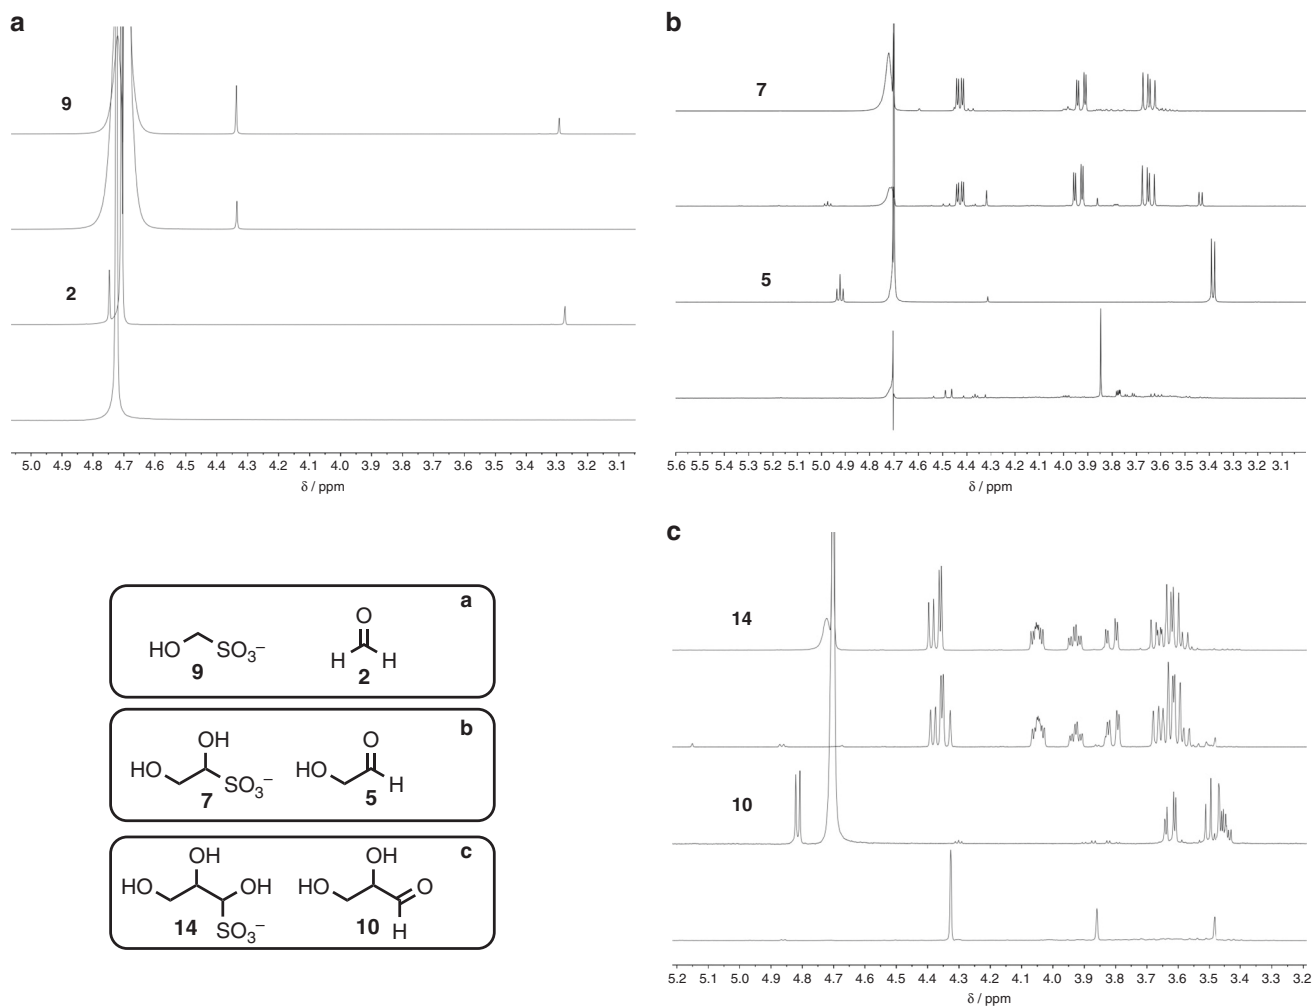 a
9
2
5.0 4.9 4.8 4.7 4.6 4.5 4.4 4.3 4.2 4.1 4.0 3.9 3.8 3.7 3.6 3.5 3.4 3.3 3.2 3.1
δ / ppm
b
7
5
5.6 5.5 5.4 5.3 5.2 5.1 5.0 4.9 4.8 4.7 4.6 4.5 4.4 4.3 4.2 4.1 4.0 3.9 3.8 3.7 3.6 3.5 3.4 3.3 3.2 3.1
δ / ppm
a
O
HO SO₃⁻ H H
9 2
b
OH O
HO SO₃⁻ HO H
7 5
c
OH OH
HO OH HO O
14 SO₃⁻ 10 H
c
14
10
5.2 5.1 5.0 4.9 4.8 4.7 4.6 4.5 4.4 4.3 4.2 4.1 4.0 3.9 3.8 3.7 3.6 3.5 3.4 3.3 3.2
δ / ppm